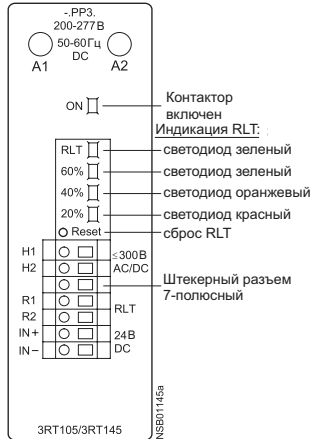 -.PP3.
200-277В
50-60Гц
DC
A1
A2
ON
Контактор
включен
Индикация RLT:
RLT
светодиод зеленый
60%
светодиод зеленый
40%
светодиод оранжевый
20%
светодиод красный
Reset
сброс RLT
H1
≤300В
H2
AC/DC
Штекерный разъем
7-полюсный
R1
RLT
R2
IN+
24В
IN−
DC
3RT105/3RT145
NSB01145a